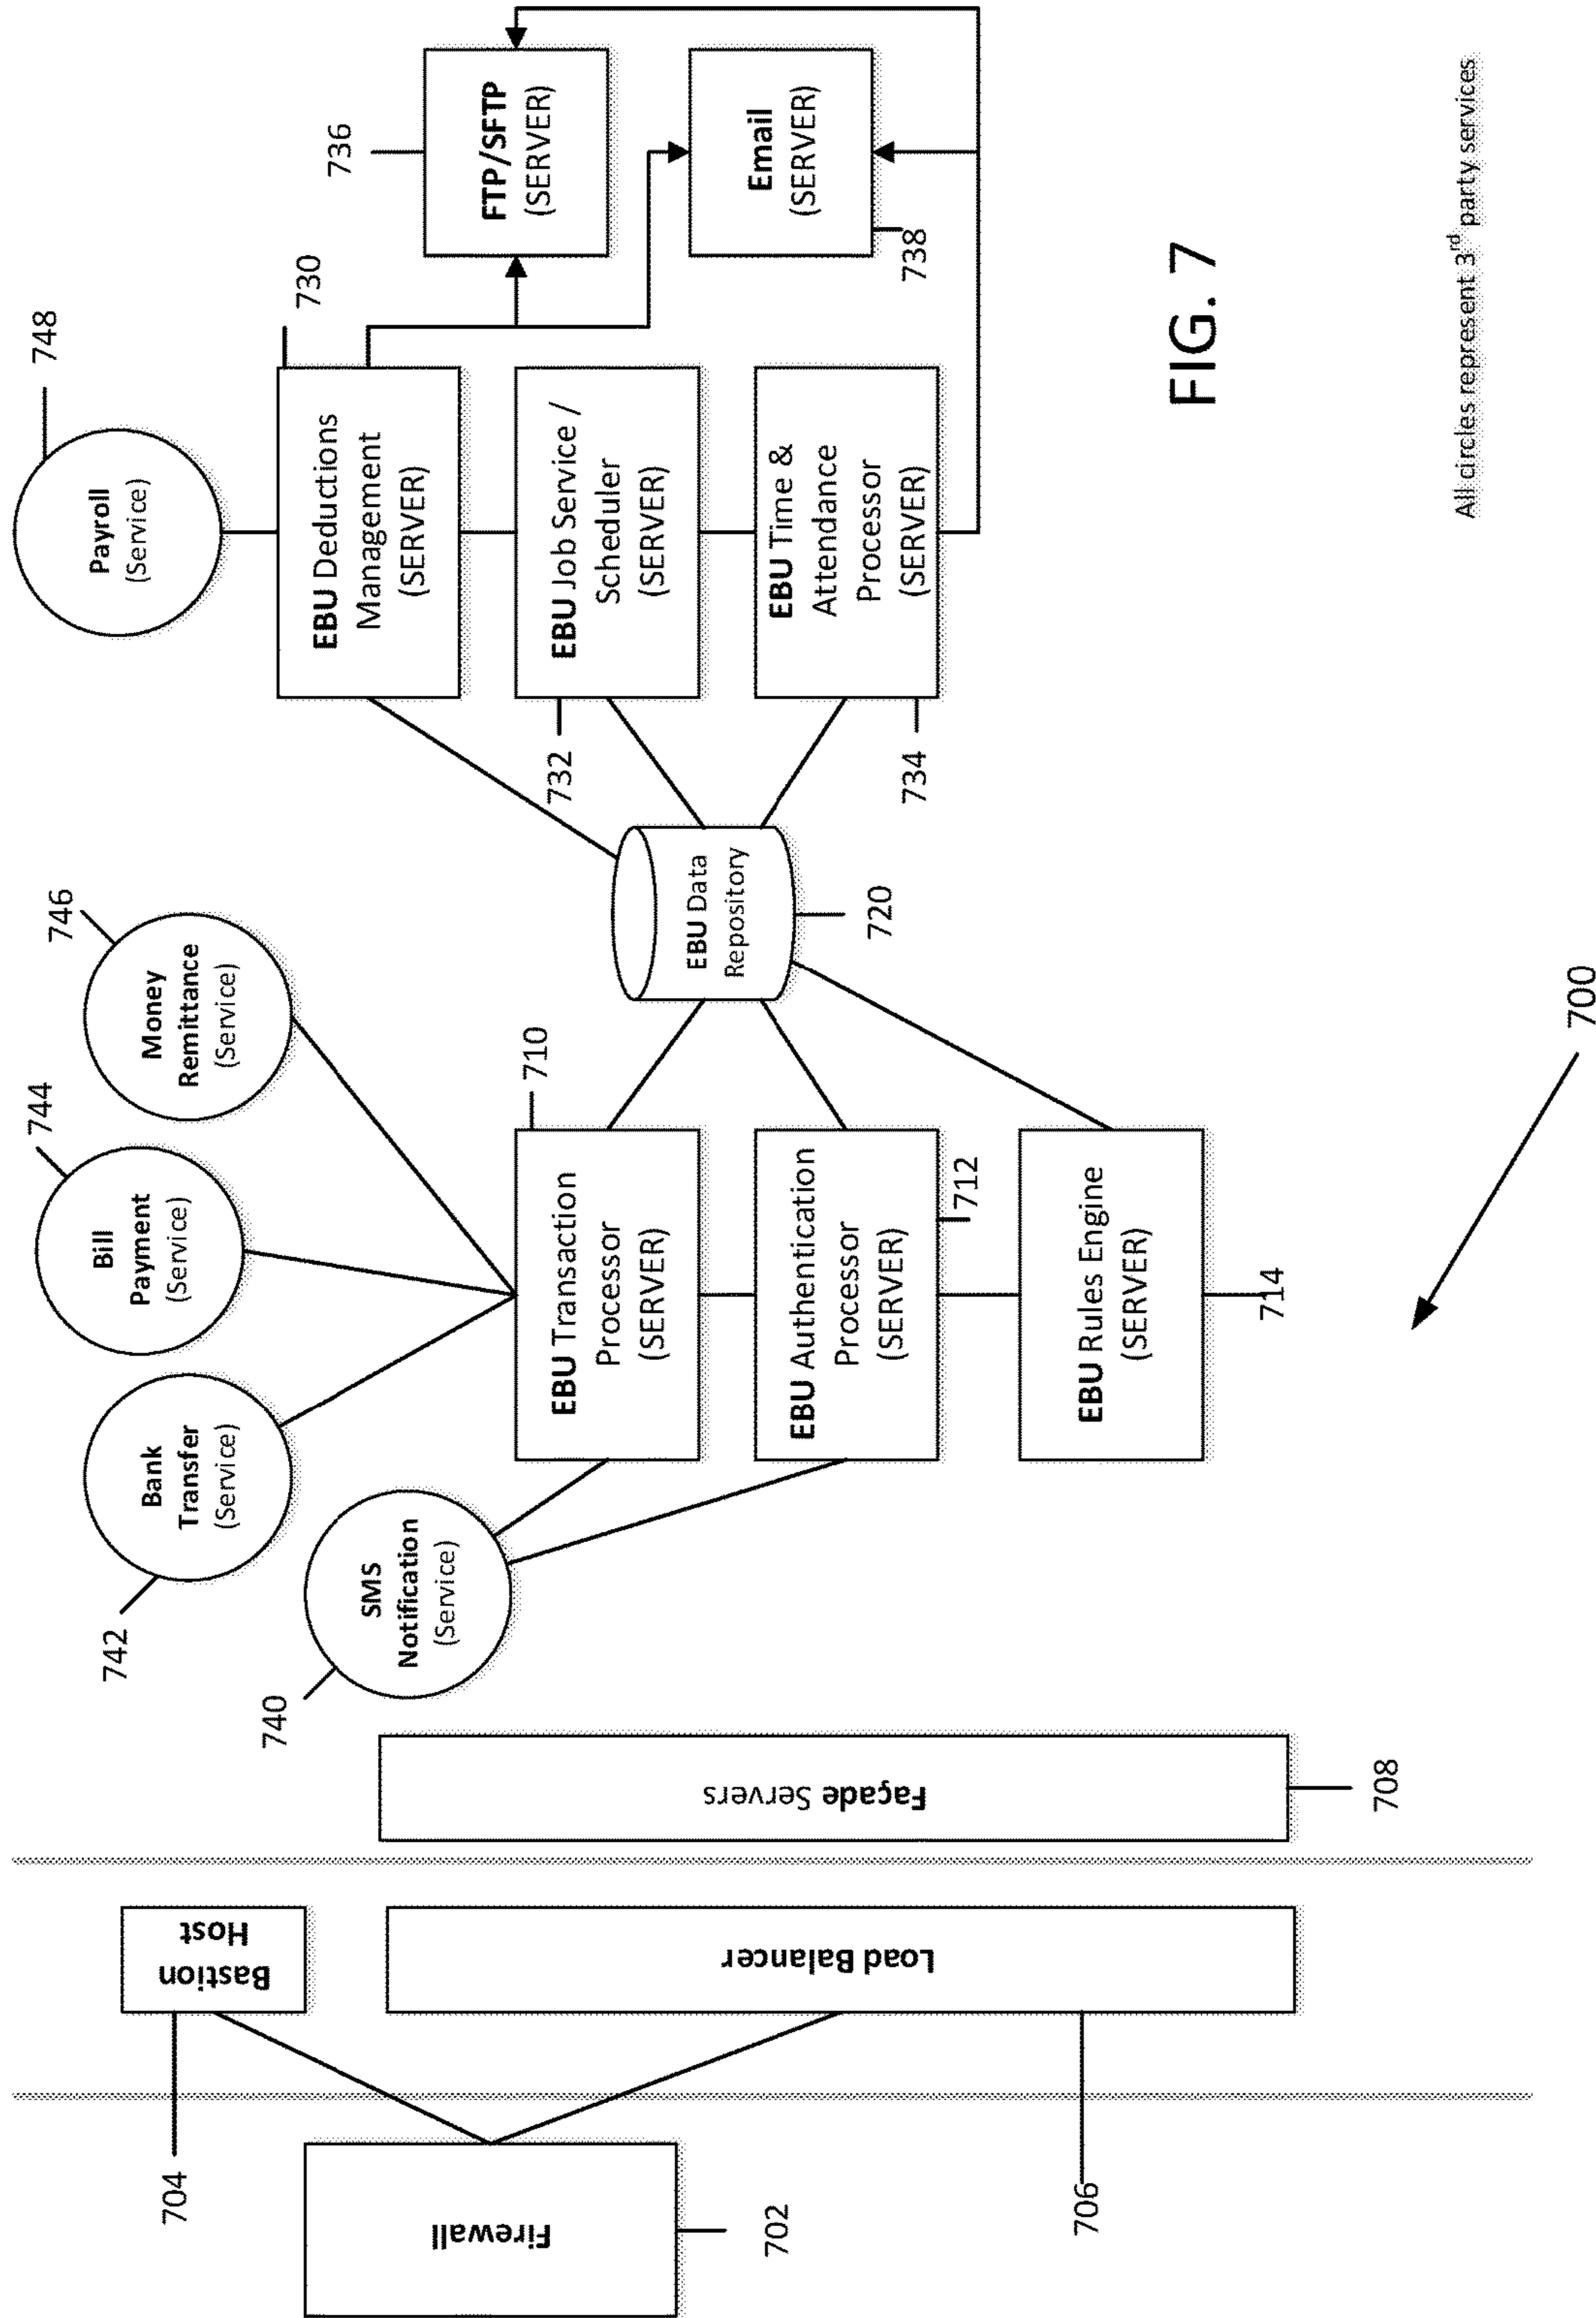 748
Payroll
(Service)
730
EBU Deductions
Management
(SERVER)
736
FTP/SFTP
(SERVER)
732
EBU Job Service /
Scheduler
(SERVER)
738
Email
(SERVER)
734
EBU Time &
Attendance
Processor
(SERVER)
746
Money
Remittance
(Service)
744
Bill
Payment
(Service)
742
Bank
Transfer
(Service)
740
SMS
Notification
(Service)
710
EBU Transaction
Processor
(SERVER)
EBU Data
Repository
720
712
EBU Authentication
Processor
(SERVER)
714
EBU Rules Engine
(SERVER)
Façade Servers
708
Bastion
Host
704
Load Balancer
706
Firewall
702
700
FIG. 7
All circles represent 3rd party services